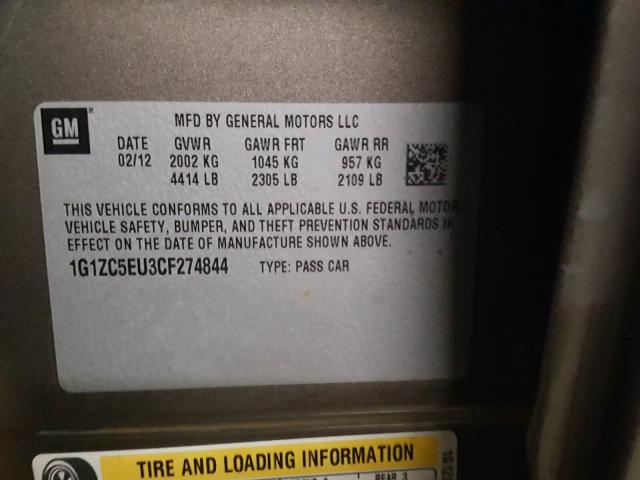 GM
MFD BY GENERAL MOTORS LLC
DATE GVWR GAWR FRT GAWR RR
02/12 2002 KG 1045 KG 957 KG
4414 LB 2305 LB 2109 LB
THIS VEHICLE CONFORMS TO ALL APPLICABLE U.S. FEDERAL MOTOR
VEHICLE SAFETY, BUMPER, AND THEFT PREVENTION STANDARDS IN
EFFECT ON THE DATE OF MANUFACTURE SHOWN ABOVE.
1G1ZC5EU3CF274844 TYPE: PASS CAR
TIRE AND LOADING INFORMATION
REAR 3